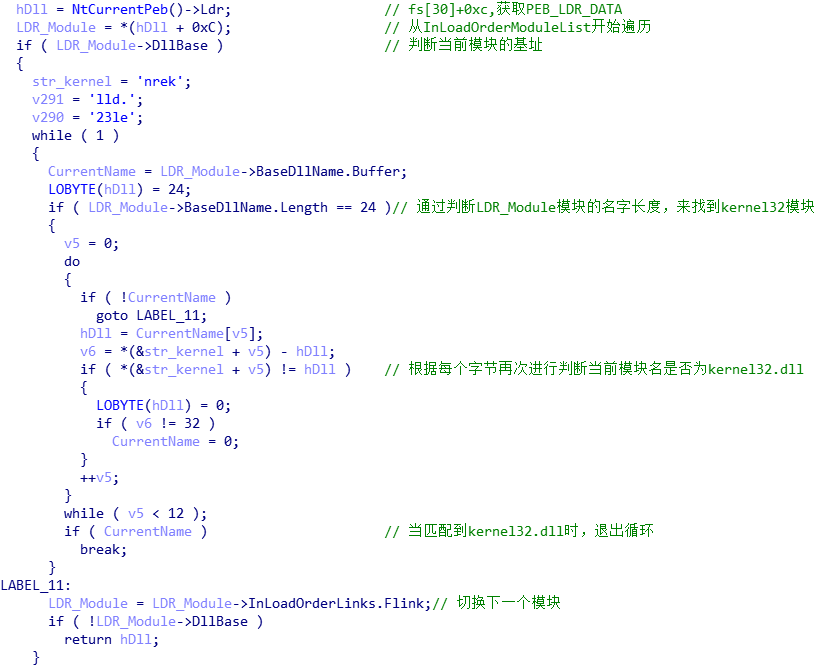 hDll = NtCurrentPeb()->Ldr; // fs[30]+0xc,获取PEB_LDR_DATA
LDR_Module = *(hDll + 0xC); // 从InLoadOrderModuleList开始遍历
if ( LDR_Module->DllBase ) // 判断当前模块的基址
{
str_kernel = 'nrek';
v291 = 'lld.';
v290 = '23le';
while ( 1 )
{
CurrentName = LDR_Module->BaseDllName.Buffer;
LOBYTE(hDll) = 24;
if ( LDR_Module->BaseDllName.Length == 24 )// 通过判断LDR_Module模块的名字长度，来找到kernel32模块
{
v5 = 0;
do
{
if ( !CurrentName )
goto LABEL_11;
hDll = CurrentName[v5];
v6 = *(&str_kernel + v5) - hDll;
if ( *(&str_kernel + v5) != hDll ) // 根据每个字节再次进行判断当前模块名是否为kernel32.dll
{
LOBYTE(hDll) = 0;
if ( v6 != 32 )
CurrentName = 0;
}
++v5;
}
while ( v5 < 12 );
if ( CurrentName ) // 当匹配到kernel32.dll时，退出循环
break;
}
LABEL_11:
LDR_Module = LDR_Module->InLoadOrderLinks.Flink;// 切换下一个模块
if ( !LDR_Module->DllBase )
return hDll;
}